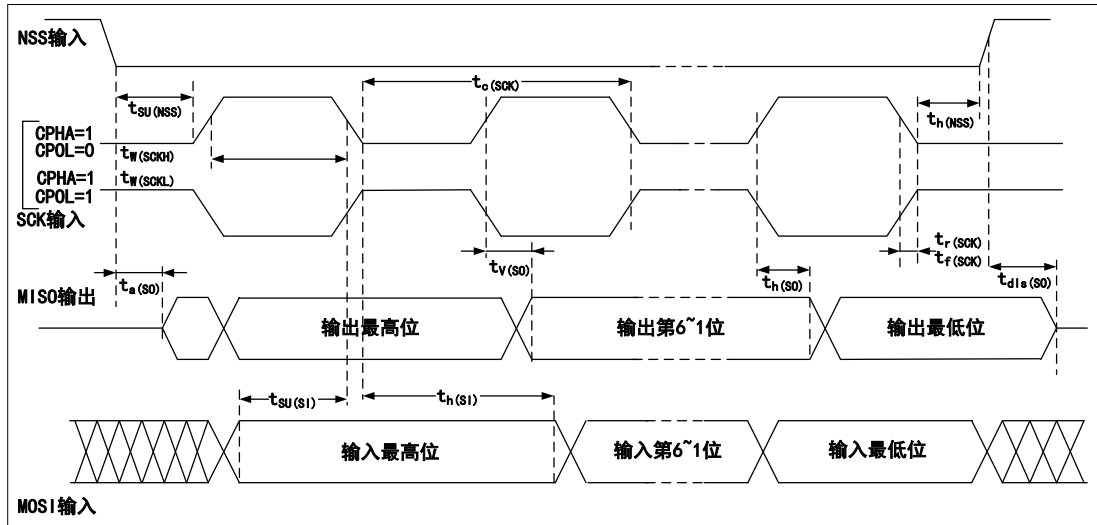 NSS输入
tc(SCK)
tSU(NSS)
th(NSS)
CPHA=1
CPOL=0
tW(SCKH)
CPHA=1
tW(SCKL)
CPOL=1
SCK输入
tr(SCK)
tf(SCK)
ta(SO)
tV(SO)
th(SO)
tdis(SO)
MISO输出
输出最高位
输出第6~1位
输出最低位
tSU(SI)
th(SI)
输入最高位
输入第6~1位
输入最低位
MOSI输入